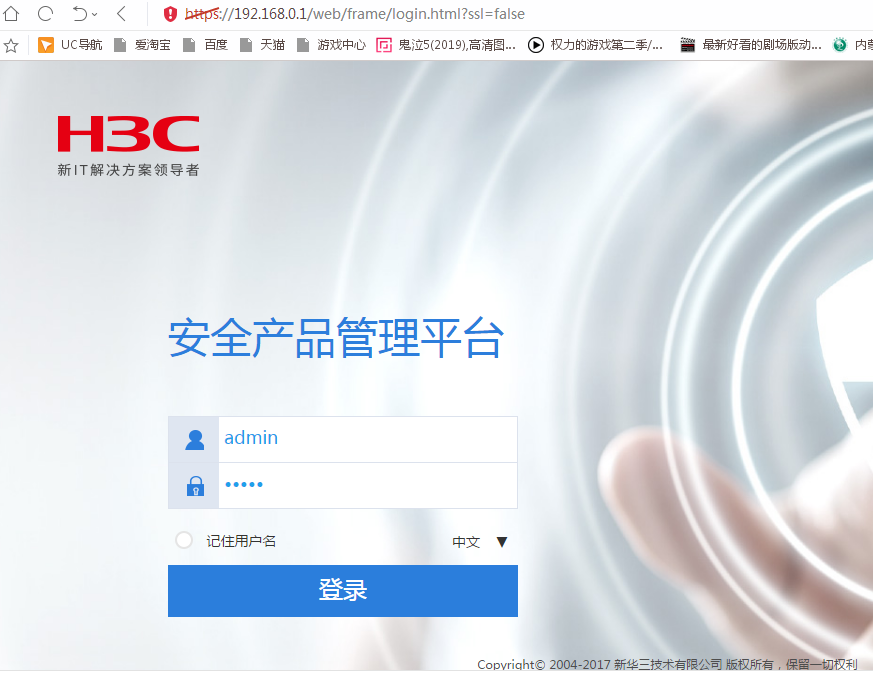 https://192.168.0.1/web/frame/login.html?ssl=false
UC导航 爱淘宝 百度 天猫 游戏中心 鬼泣5(2019),高清图... 权力的游戏第二季/... 最新好看的剧场版动...
H3C
新IT解决方案领导者
安全产品管理平台
admin
•••••
记住用户名 中文 ▼
登录
Copyright© 2004-2017 新华三技术有限公司 版权所有，保留一切权利